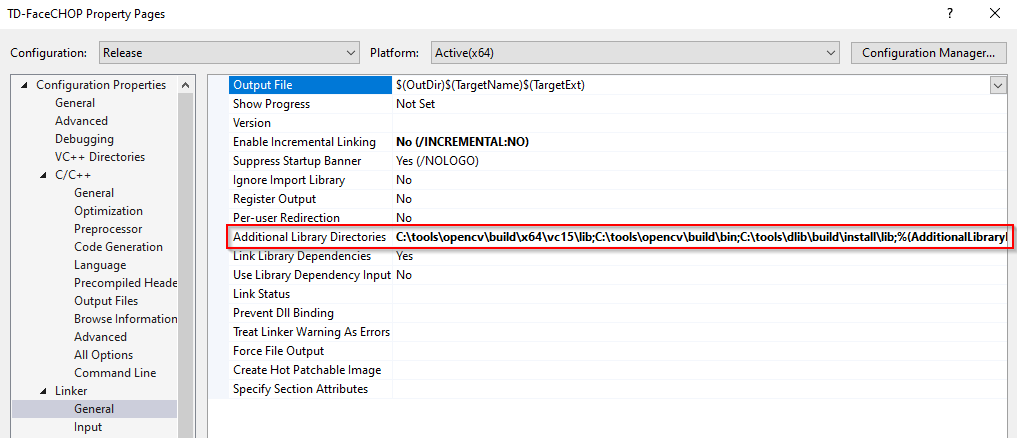 TD-FaceCHOP Property Pages
Configuration: Release Platform: Active(x64) Configuration Manager...
Configuration Properties
General
Advanced
Debugging
VC++ Directories
C/C++
General
Optimization
Preprocessor
Code Generation
Language
Precompiled Heade
Output Files
Browse Information
Advanced
All Options
Command Line
Linker
General
Input
Output File $(OutDir)$(TargetName)$(TargetExt)
Show Progress Not Set
Version
Enable Incremental Linking No (/INCREMENTAL:NO)
Suppress Startup Banner Yes (/NOLOGO)
Ignore Import Library No
Register Output No
Per-user Redirection No
Additional Library Directories C:\tools\opencv\build\x64\vc15\lib;C:\tools\opencv\build\bin;C:\tools\dlib\build\install\lib;%(AdditionalLibrary
Link Library Dependencies Yes
Use Library Dependency Input No
Link Status
Prevent Dll Binding
Treat Linker Warning As Errors
Force File Output
Create Hot Patchable Image
Specify Section Attributes